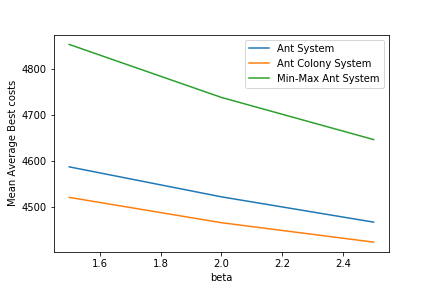 Ant System
Ant Colony System
Min-Max Ant System
Mean Average Best costs
4800
4700
4600
4500
1.6
1.8
2.0
2.2
2.4
beta